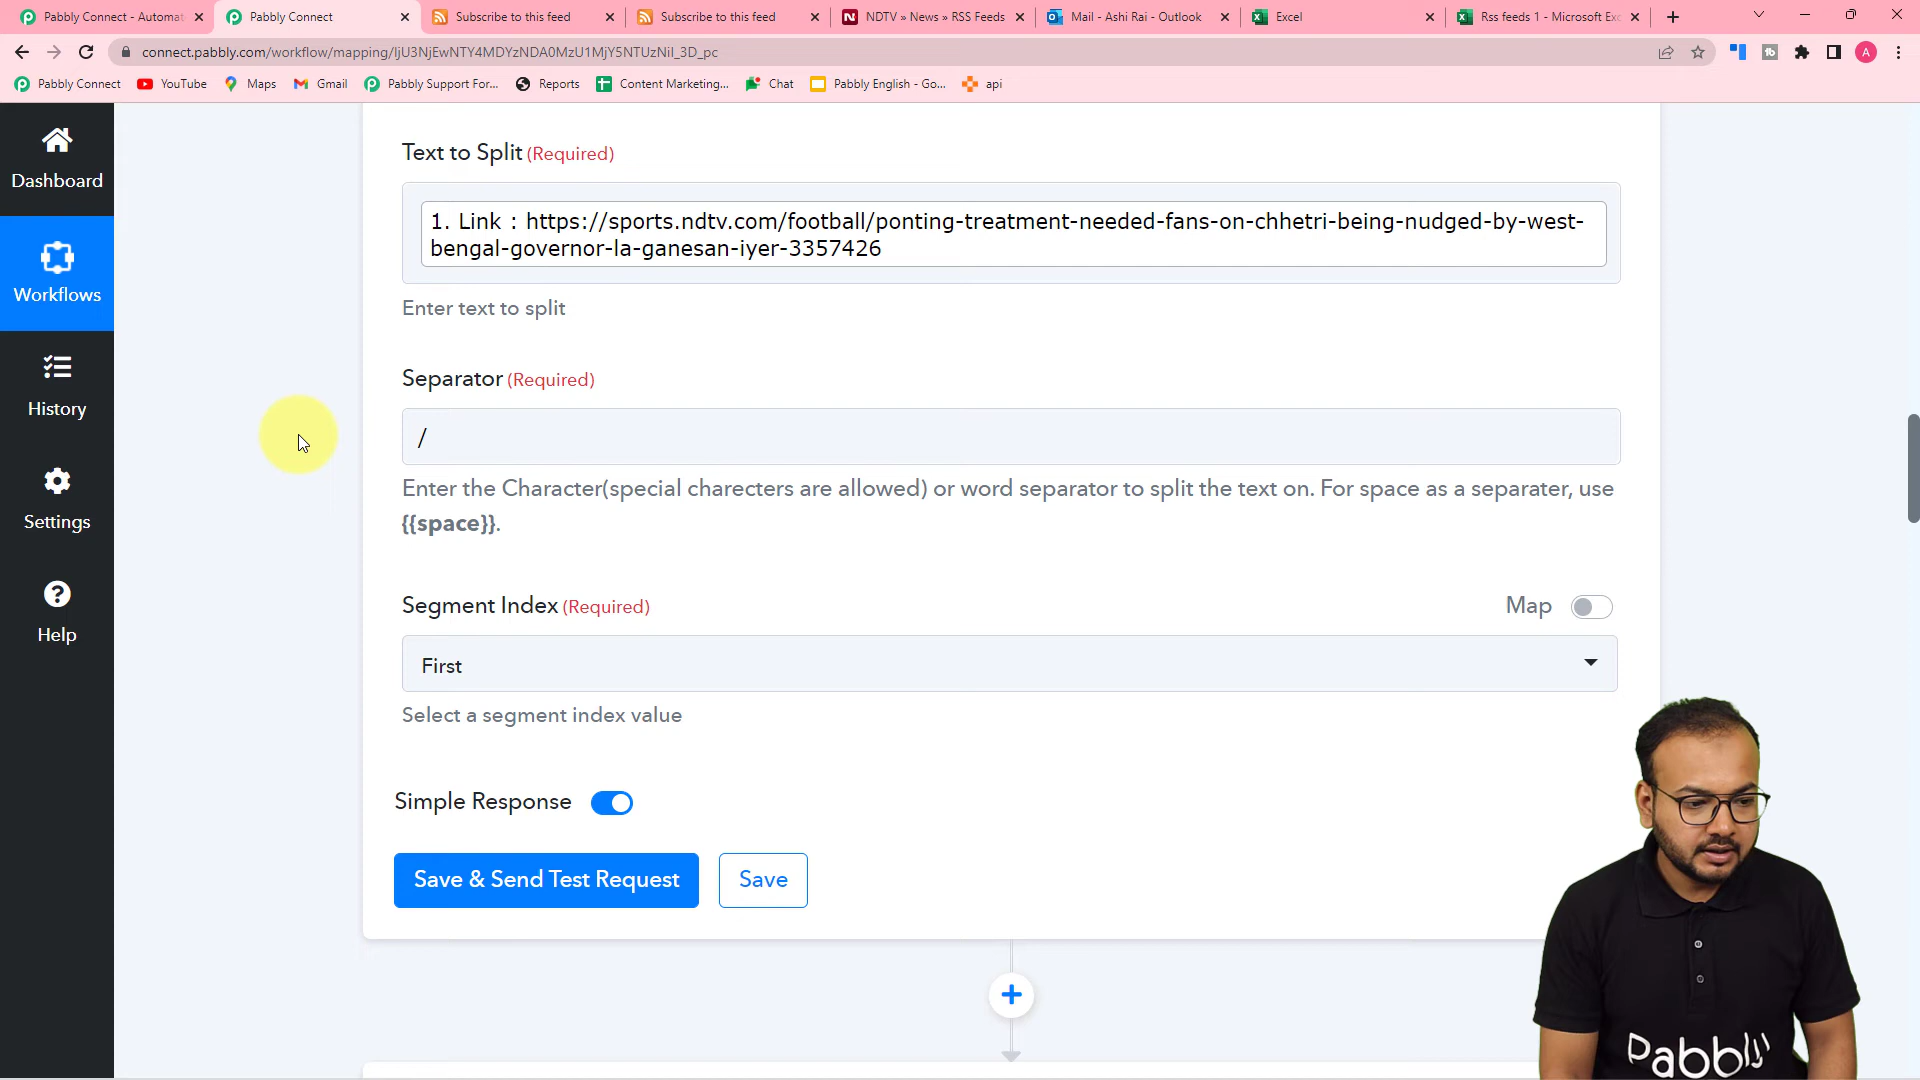 Pabbly Connect - Automat
Pabbly Connect
Subscribe to this feed
Subscribe to this feed
NDTV » News » RSS Feeds
Mail - Ashi Rai - Outlook
Excel
Rss feeds 1 - Microsoft Exc
connect.pabbly.com/workflow/mapping/IjU3NjEwNTY4MDYzNDA0MzU1MjY5NTUzNiI_3D_pc
A
Pabbly Connect
YouTube
Maps
Gmail
Pabbly Support For...
Reports
Content Marketing...
Chat
Pabbly English - Go...
api
Dashboard
Workflows
History
Settings
Help
Text to Split (Required)
1. Link : https://sports.ndtv.com/football/ponting-treatment-needed-fans-on-chhetri-being-nudged-by-west-
bengal-governor-la-ganesan-iyer-3357426
Enter text to split
Separator (Required)
/
Enter the Character(special charecters are allowed) or word separator to split the text on. For space as a separater, use
{{space}}.
Segment Index (Required)
Map
First
Select a segment index value
Simple Response
Save & Send Test Request
Save
Pabbly